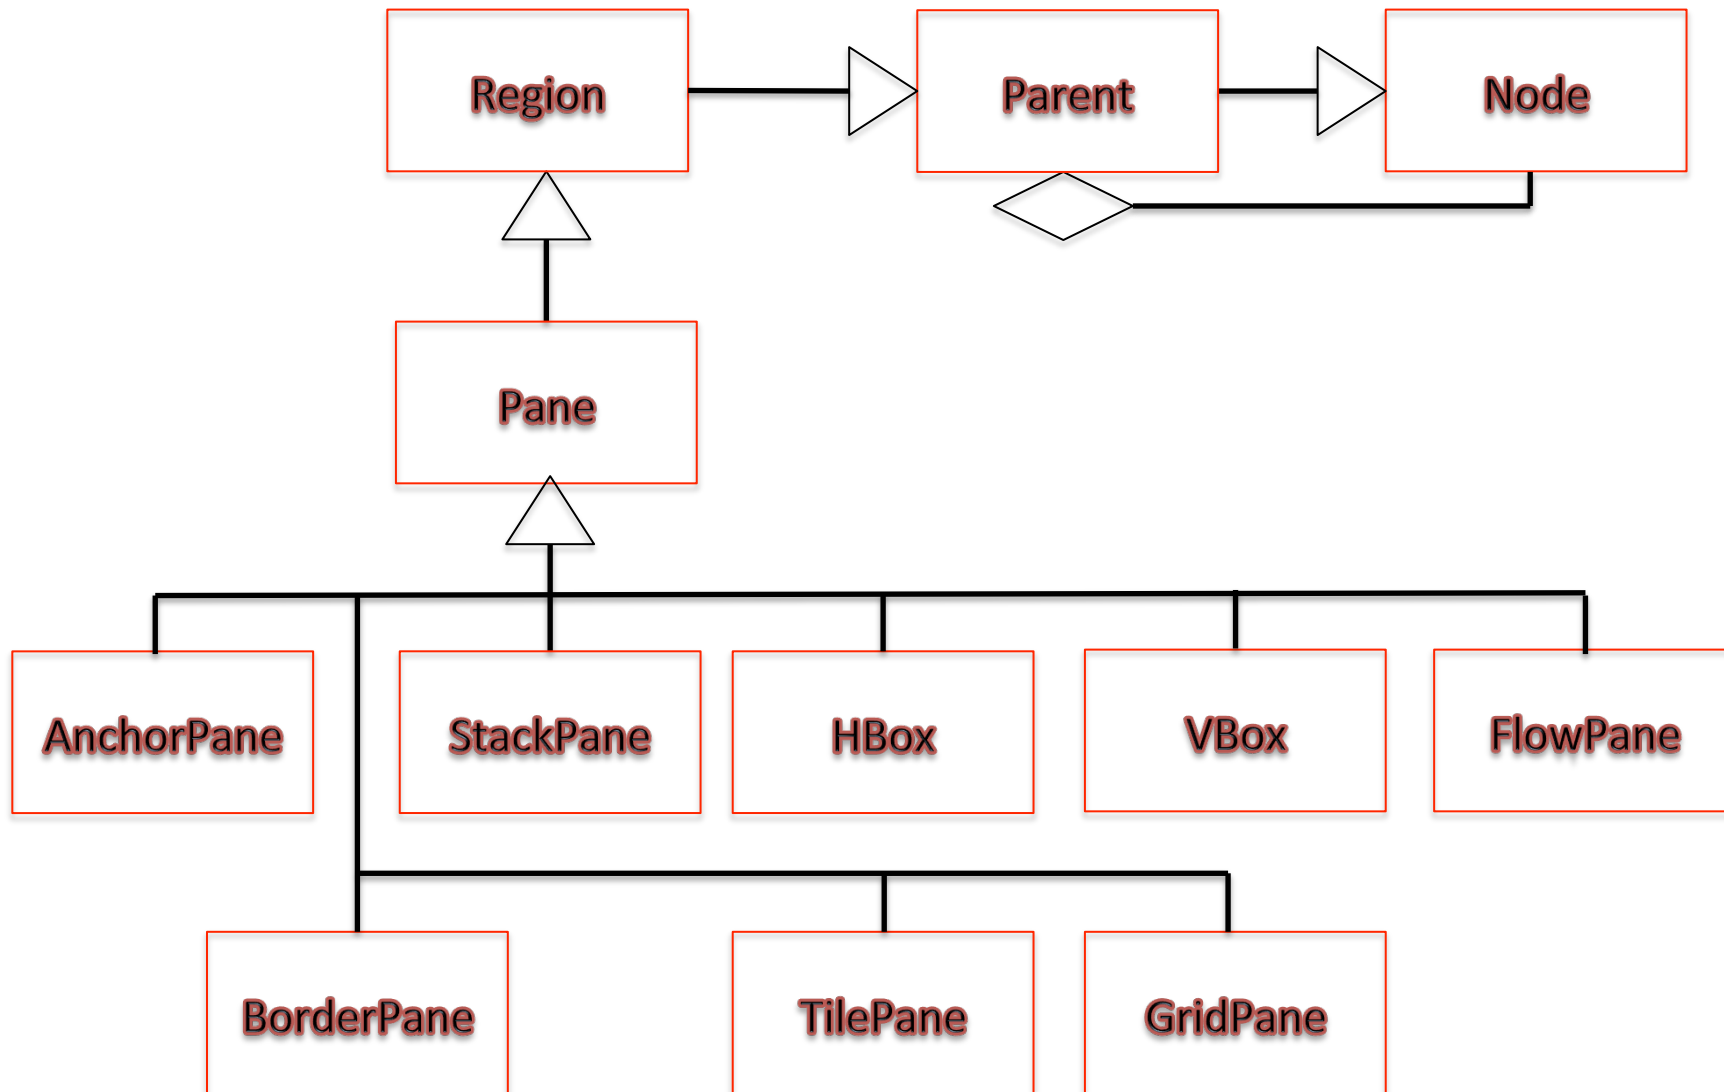 Region
Parent
Node
Pane
AnchorPane
StackPane
HBox
VBox
FlowPane
BorderPane
TilePane
GridPane